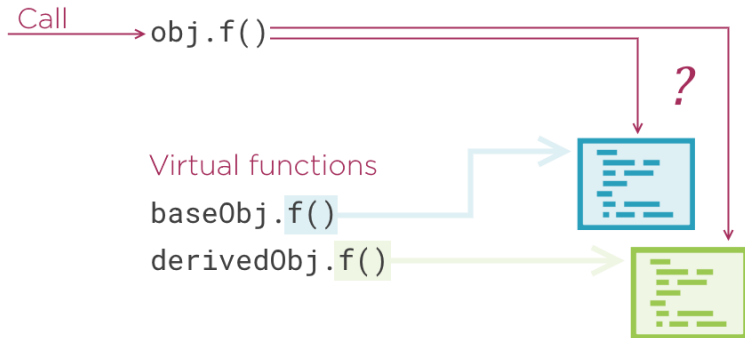 Call
obj.f()
?
Virtual functions
baseObj.f()
derivedObj.f()